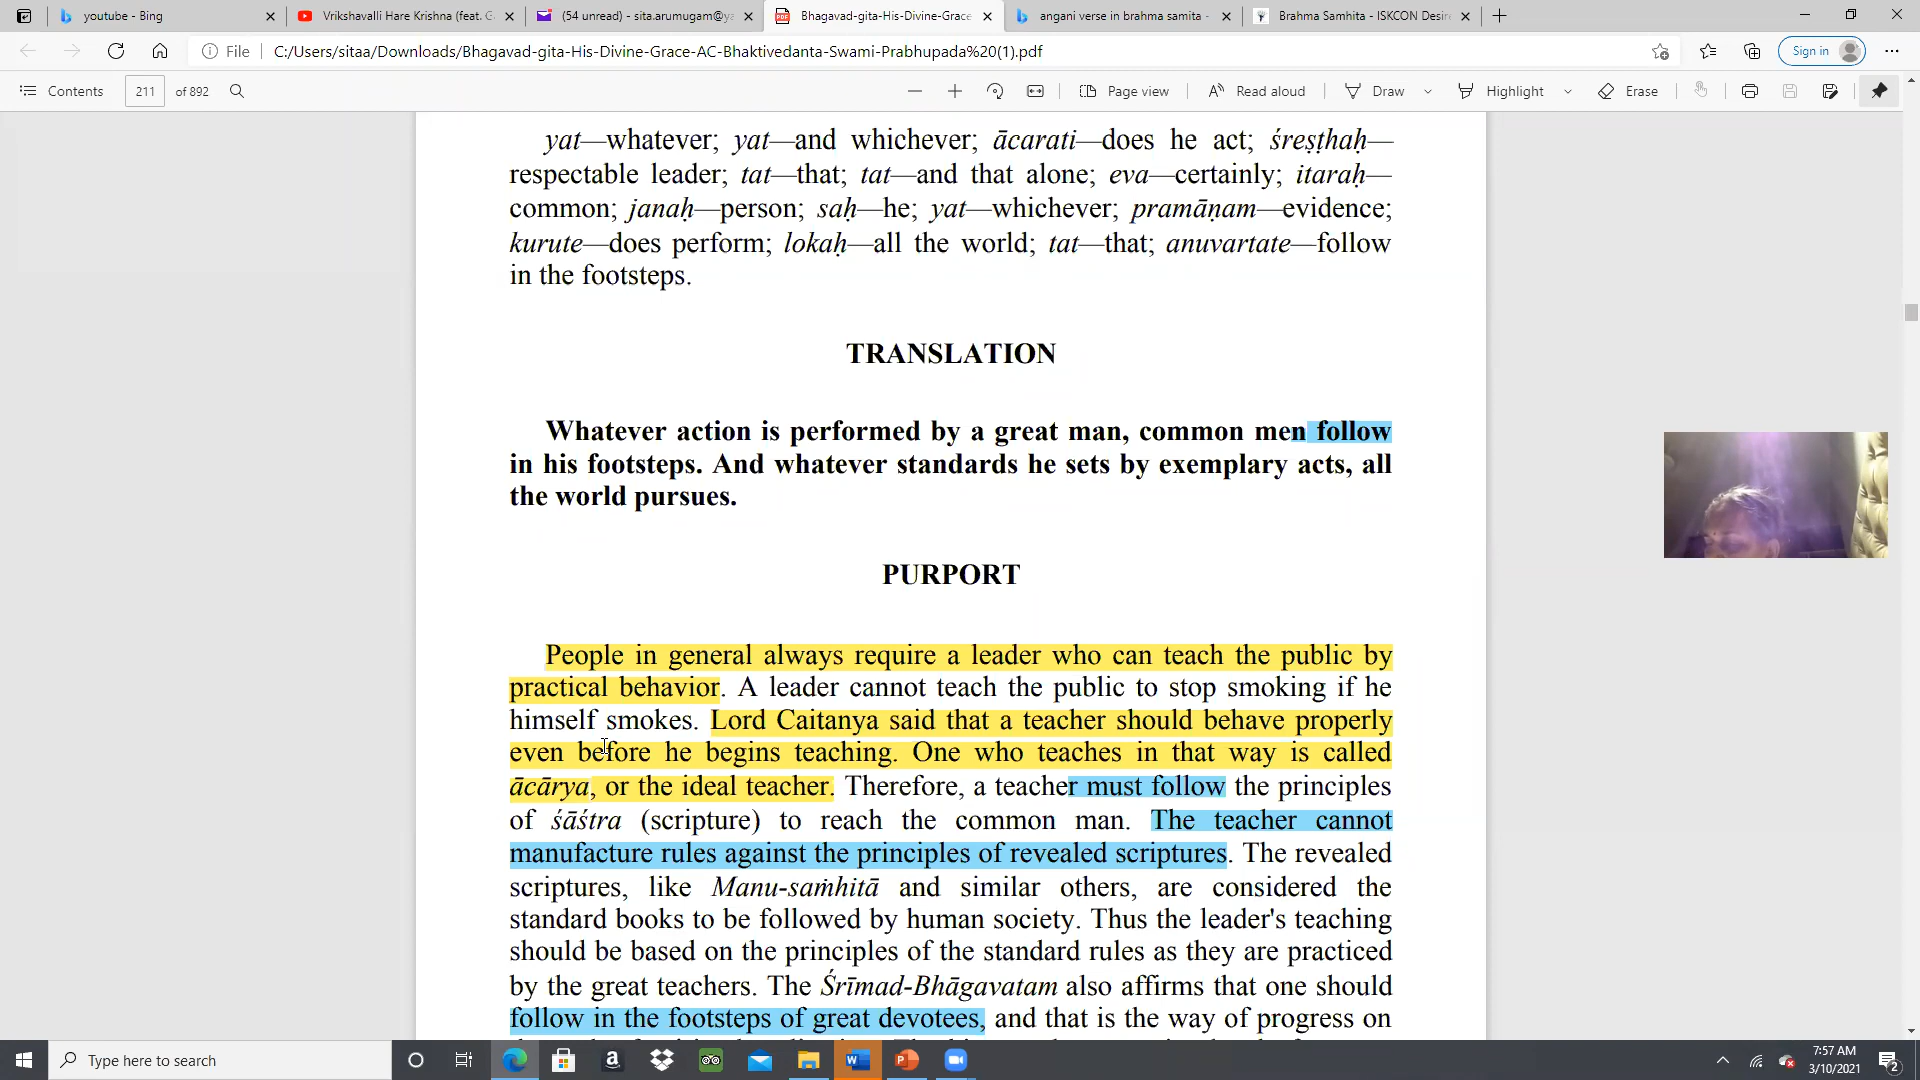 youtube - Bing
Vrikshavalli Hare Krishna (feat. G
(54 unread) - sita.arumugam@ya
Bhagavad-gita-His-Divine-Grace
angani verse in brahma samita -
Brahma Samhita - ISKCON Desire
File
C:/Users/sitaa/Downloads/Bhagavad-gita-His-Divine-Grace-AC-Bhaktivedanta-Swami-Prabhupada%20(1).pdf
Sign in
Contents
211 of 892
Page view
Read aloud
Draw
Highlight
Erase
yat—whatever; yat—and whichever; ācarati—does he act; śreṣṭhaḥ—
respectable leader; tat—that; tat—and that alone; eva—certainly; itaraḥ—
common; janaḥ—person; saḥ—he; yat—whichever; pramāṇam—evidence;
kurute—does perform; lokaḥ—all the world; tat—that; anuvartate—follow
in the footsteps.
TRANSLATION
Whatever action is performed by a great man, common men follow
in his footsteps. And whatever standards he sets by exemplary acts, all
the world pursues.
PURPORT
People in general always require a leader who can teach the public by
practical behavior. A leader cannot teach the public to stop smoking if he
himself smokes. Lord Caitanya said that a teacher should behave properly
even before he begins teaching. One who teaches in that way is called
ācārya, or the ideal teacher. Therefore, a teacher must follow the principles
of śāstra (scripture) to reach the common man. The teacher cannot
manufacture rules against the principles of revealed scriptures. The revealed
scriptures, like Manu-saṁhitā and similar others, are considered the
standard books to be followed by human society. Thus the leader's teaching
should be based on the principles of the standard rules as they are practiced
by the great teachers. The Śrīmad-Bhāgavatam also affirms that one should
follow in the footsteps of great devotees, and that is the way of progress on
Type here to search
7:57 AM
3/10/2021
2